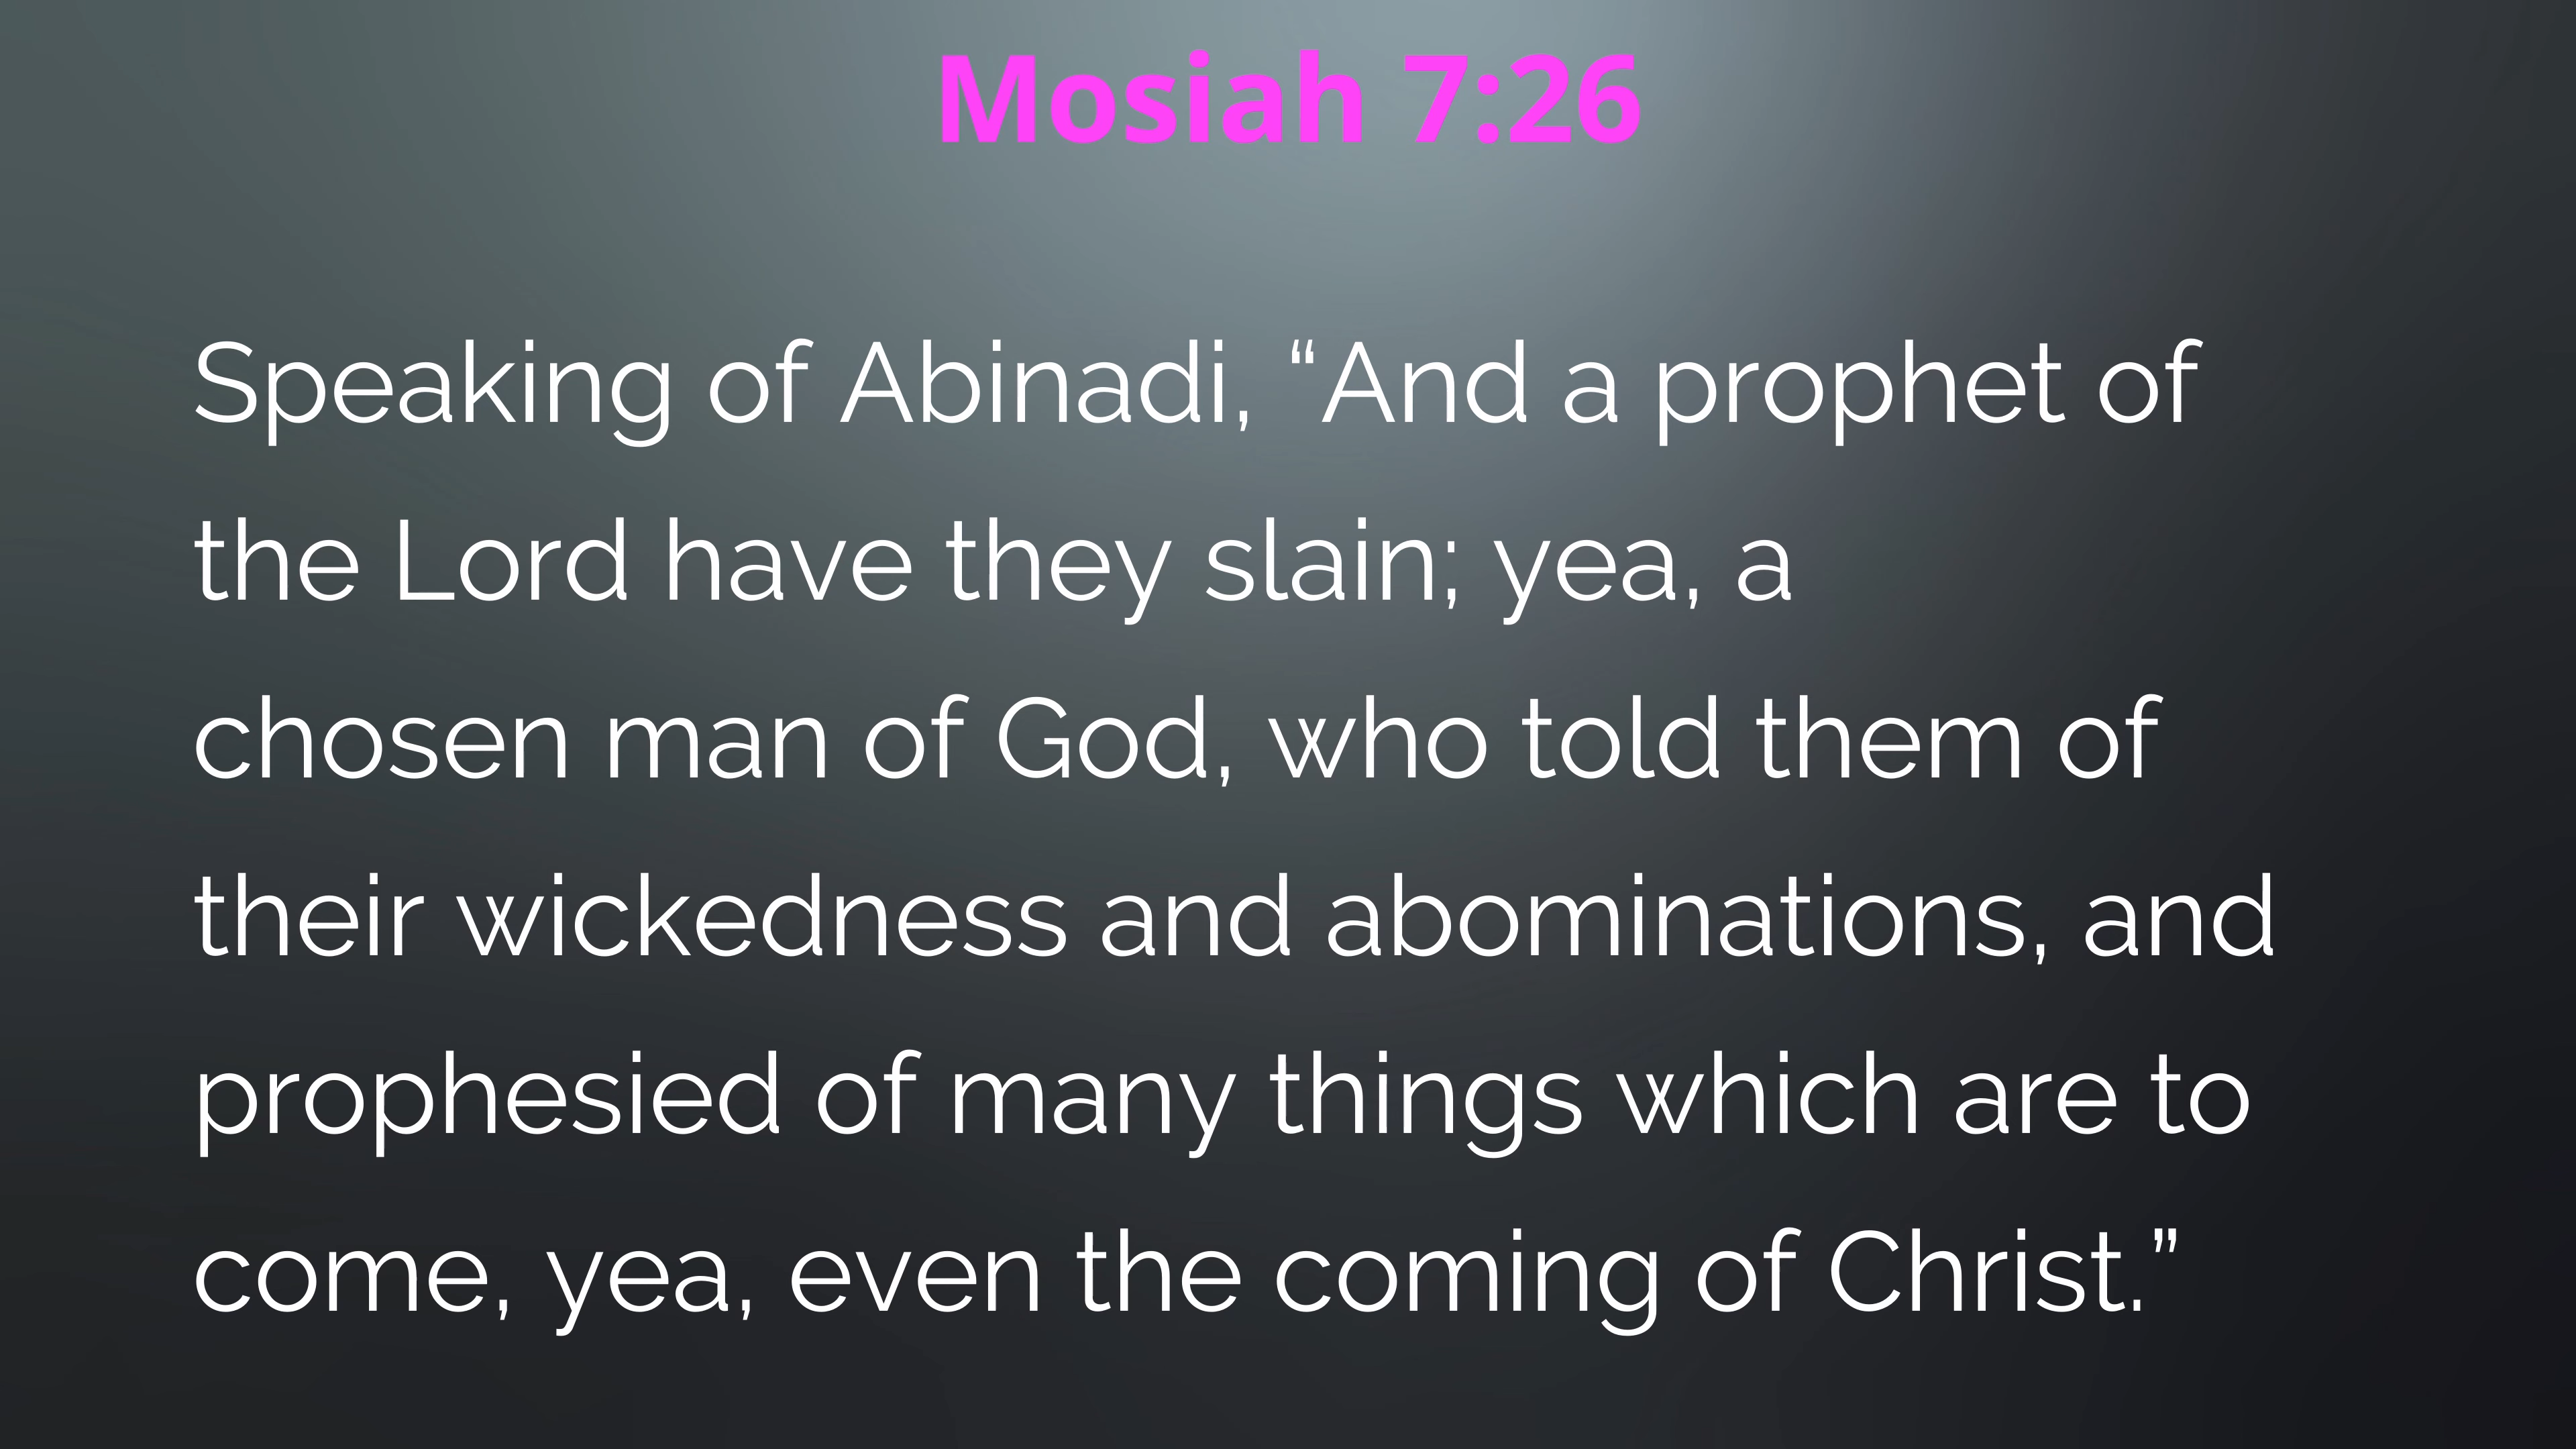 Mosiah 7:26
Speaking of Abinadi, “And a prophet of
the Lord have they slain; yea, a
chosen man of God, who told them of
their wickedness and abominations, and
prophesied of many things which are to
come, yea, even the coming of Christ.”